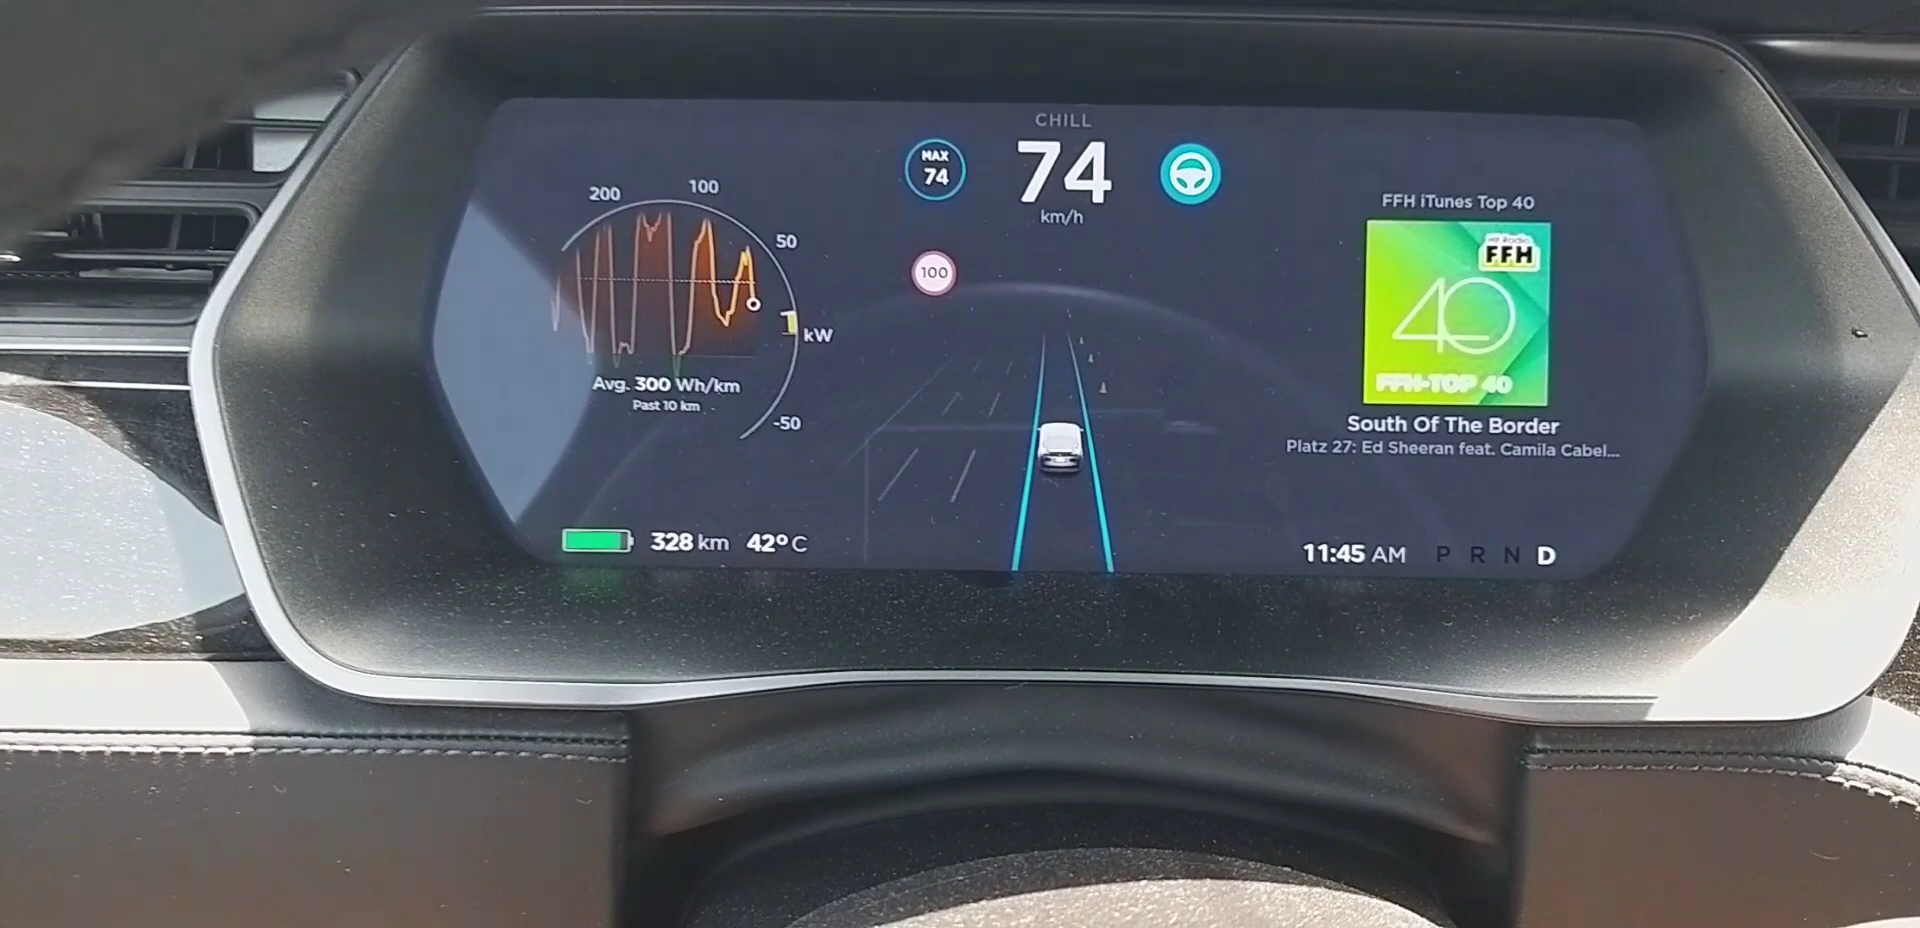 CHILL
MAX
74
74
km/h
100
200
100
50
kW
-50
Avg. 300 Wh/km
Past 10 km
FFH iTunes Top 40
Hit Radio
FFH
40
FFH-TOP 40
South Of The Border
Platz 27: Ed Sheeran feat. Camila Cabel...
328 km 42° C
11:45 AM P R N D